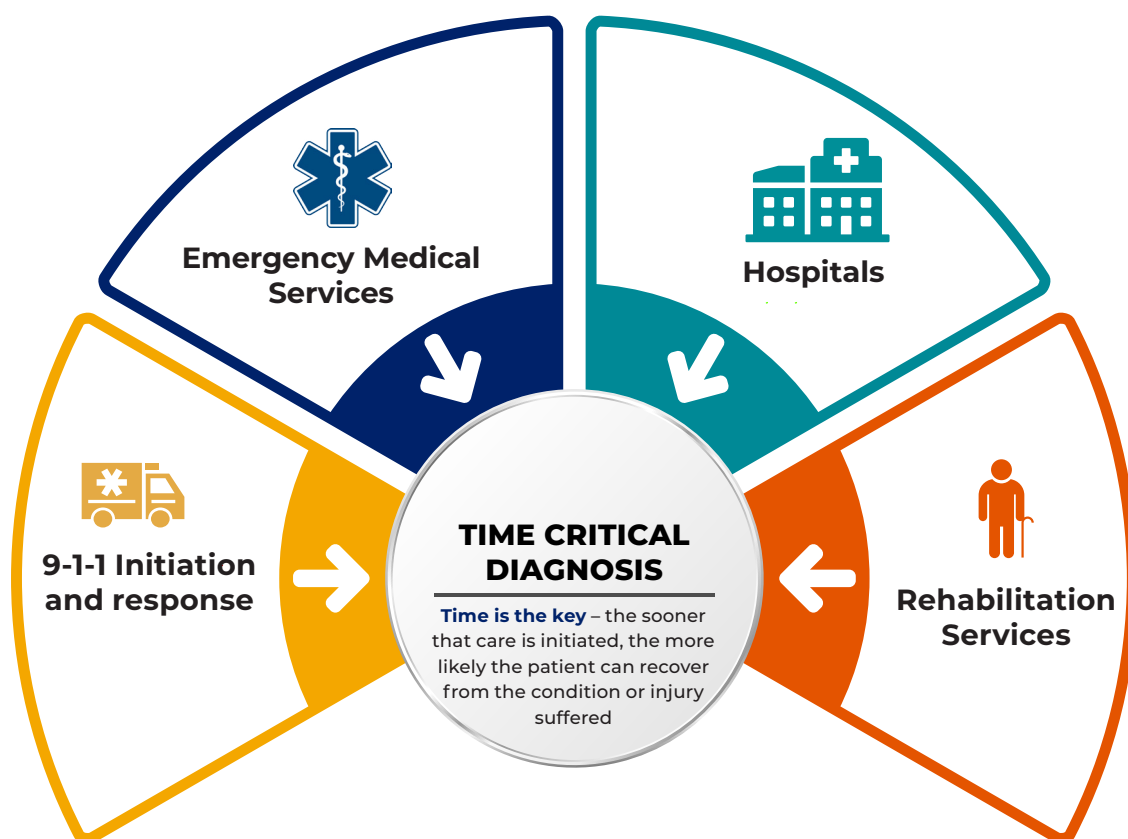 Emergency Medical
Services
Hospitals
9-1-1 Initiation
and response
Rehabilitation
Services
TIME CRITICAL
DIAGNOSIS
Time is the key – the sooner
that care is initiated, the more
likely the patient can recover
from the condition or injury
suffered